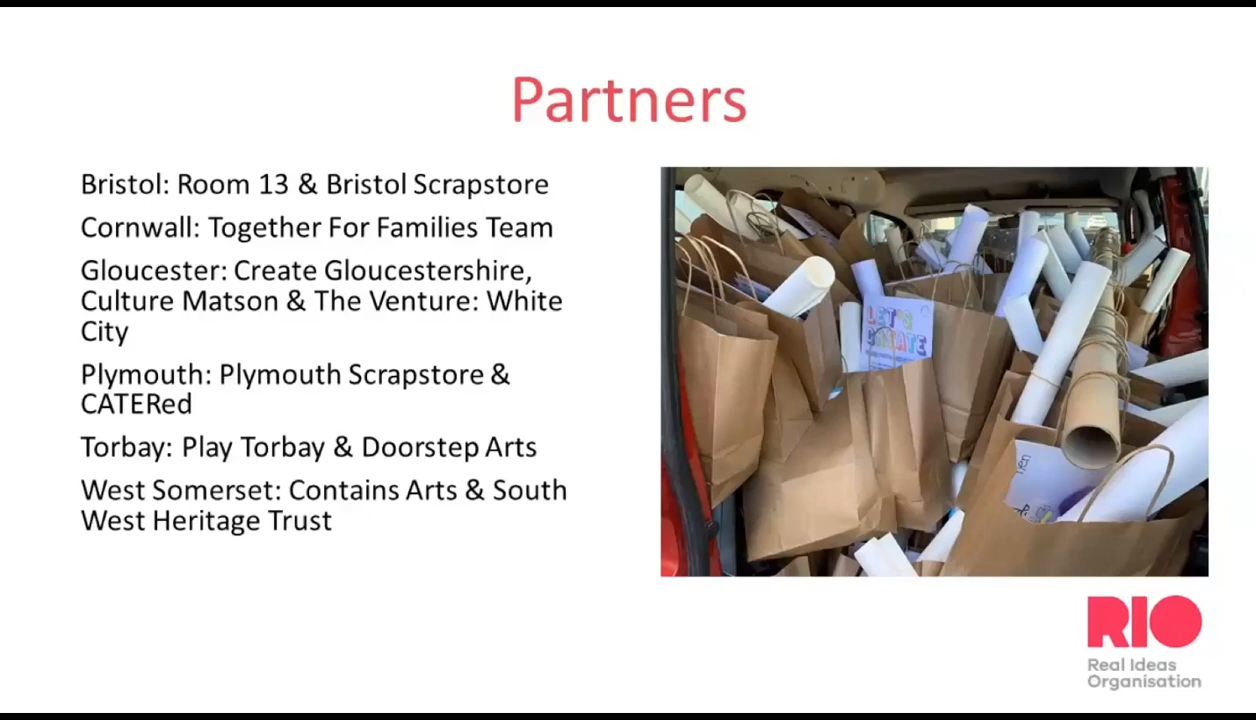 Partners
Bristol: Room 13 & Bristol Scrapstore
Cornwall: Together For Families Team
Gloucester: Create Gloucestershire,
Culture Matson & The Venture: White
City
Plymouth: Plymouth Scrapstore &
CATERed
Torbay: Play Torbay & Doorstep Arts
West Somerset: Contains Arts & South
West Heritage Trust
LET'S
CREATE
RIO
Real Ideas
Organisation